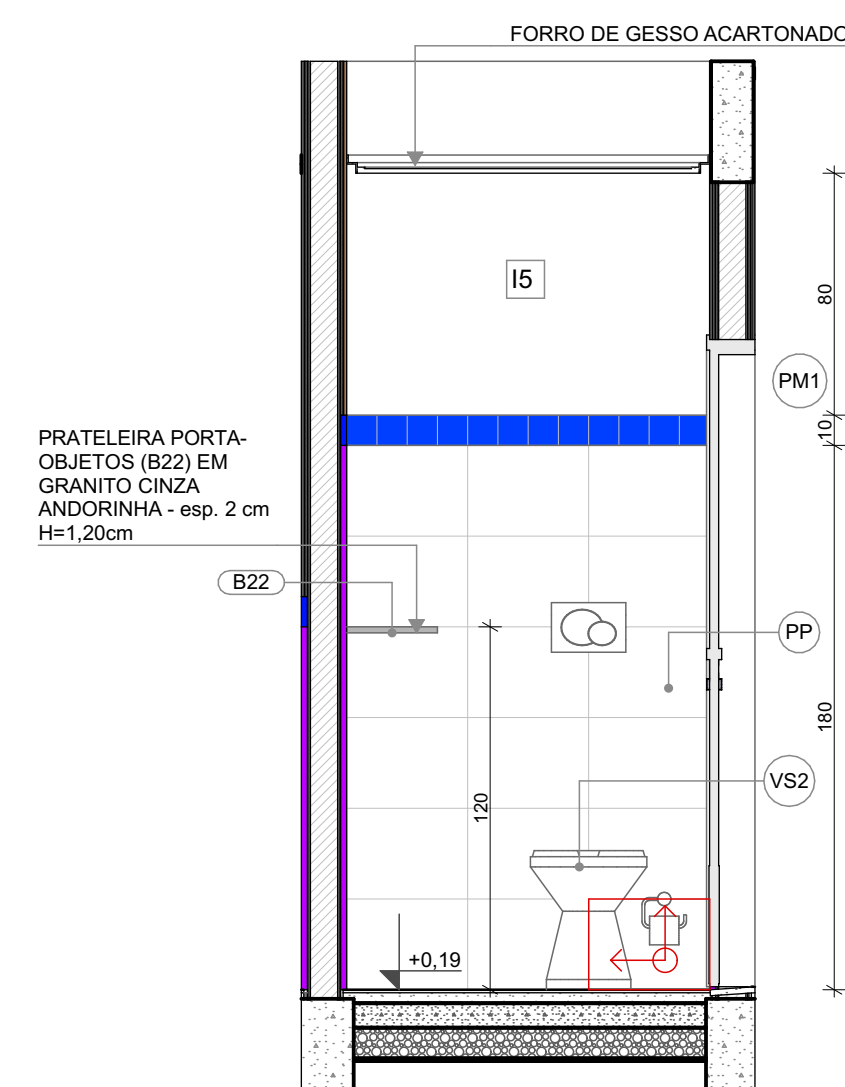 FORRO DE GESSO ACARTONADO
I5
80
PM1
10
PRATELEIRA PORTA-
OBJETOS (B22) EM
GRANITO CINZA
ANDORINHA - esp. 2 cm
H=1,20cm
B22
PP
180
VS2
120
+0,19